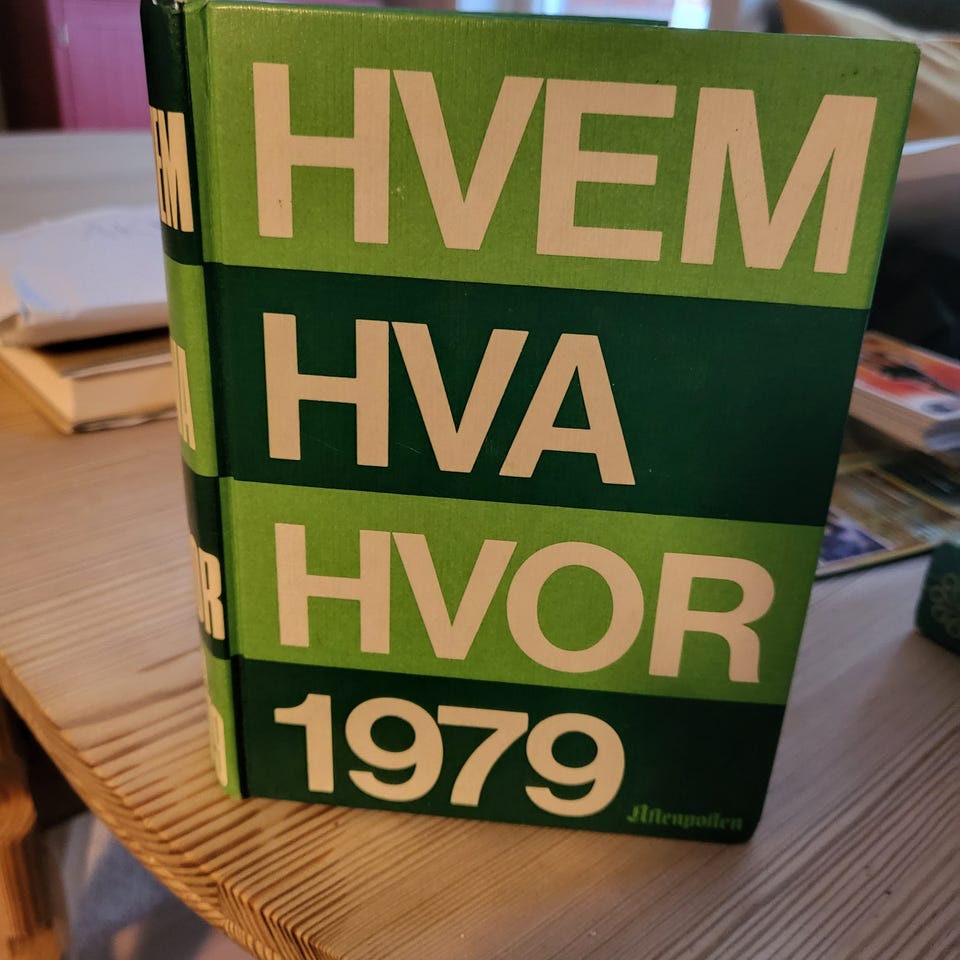 HVEM
HVA
HVOR
1979
Aftenposten